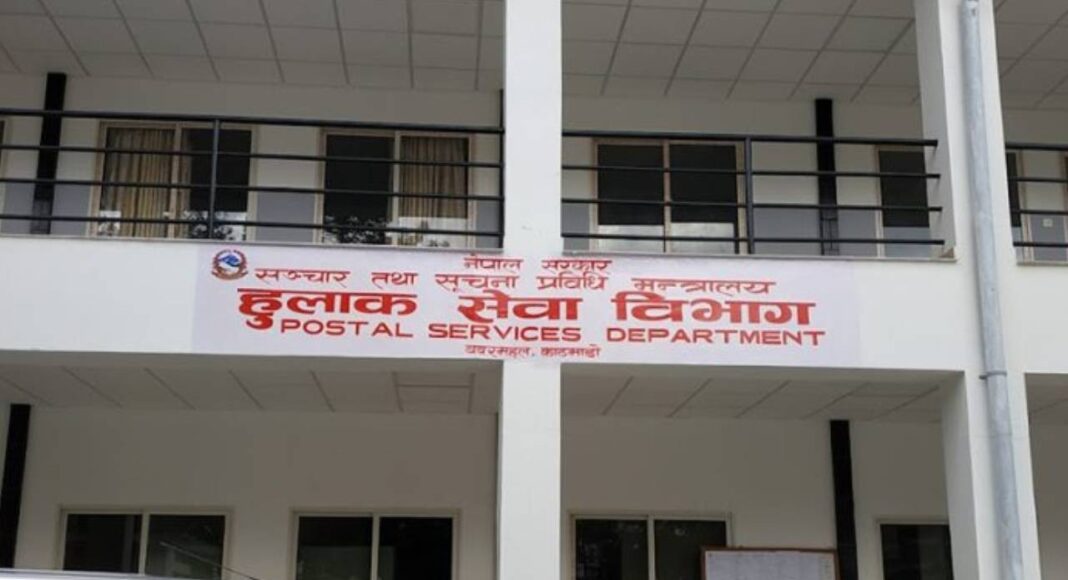 नेपाल सरकार
सञ्चार तथा सूचना प्रविधि मन्त्रालय
हुलाक सेवा विभाग
POSTAL SERVICES DEPARTMENT
बबरमहल, काठमाडौं